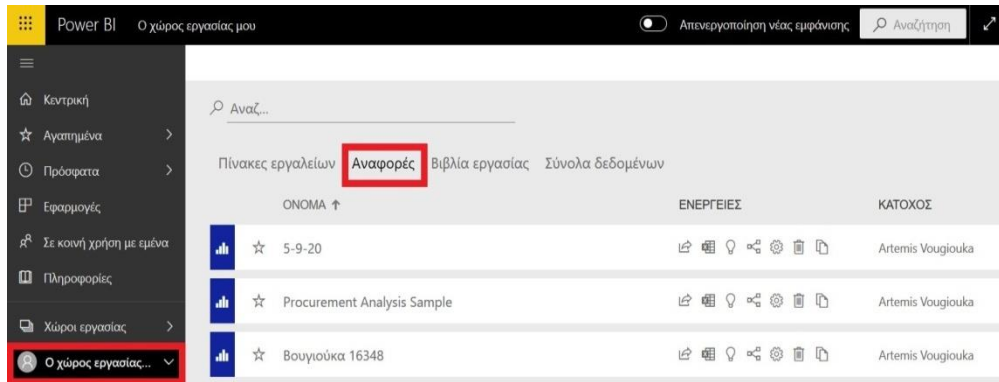 Power BI Ο χώρος εργασίας μου Απενεργοποίηση νέας εμφάνισης Αναζήτηση
Κεντρική
Αγαπημένα
Πρόσφατα
Εφαρμογές
Σε κοινή χρήση με εμένα
Πληροφορίες
Χώροι εργασίας
Ο χώρος εργασίας...
Αναζ...
Πίνακες εργαλείων Αναφορές Βιβλία εργασίας Σύνολα δεδομένων
ΟΝΟΜΑ ↑ ΕΝΕΡΓΕΙΕΣ ΚΑΤΟΧΟΣ
5-9-20 Artemis Vougiouka
Procurement Analysis Sample Artemis Vougiouka
Βουγιούκα 16348 Artemis Vougiouka